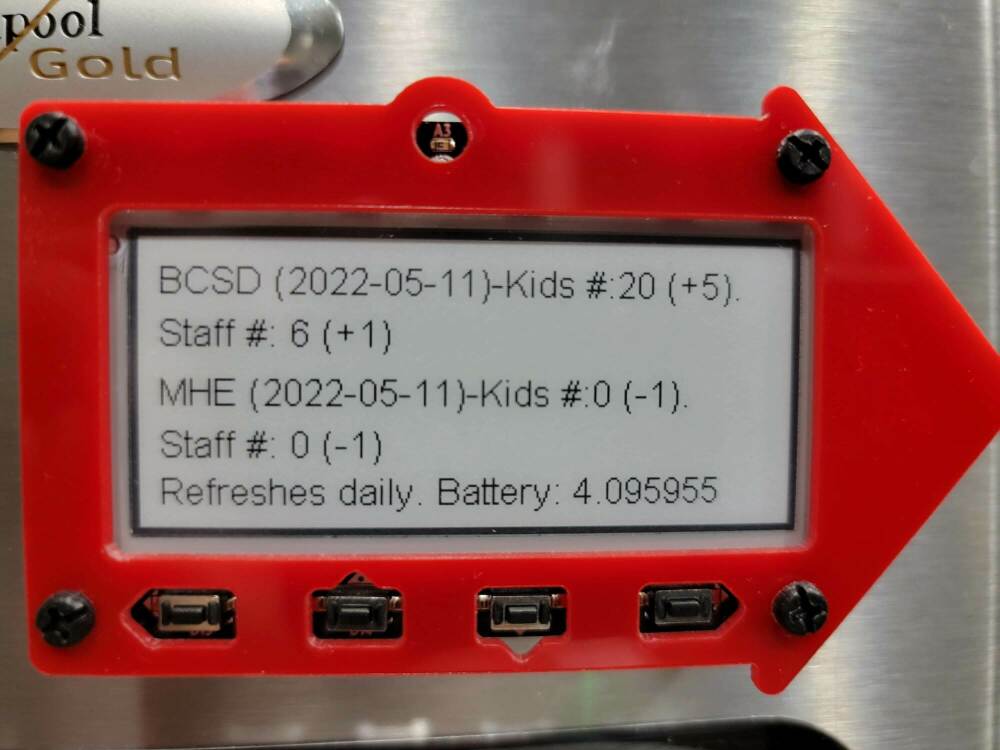 pool
Gold
A3
BCSD (2022-05-11)-Kids #:20 (+5).
Staff #: 6 (+1)
MHE (2022-05-11)-Kids #:0 (-1).
Staff #: 0 (-1)
Refreshes daily. Battery: 4.095955